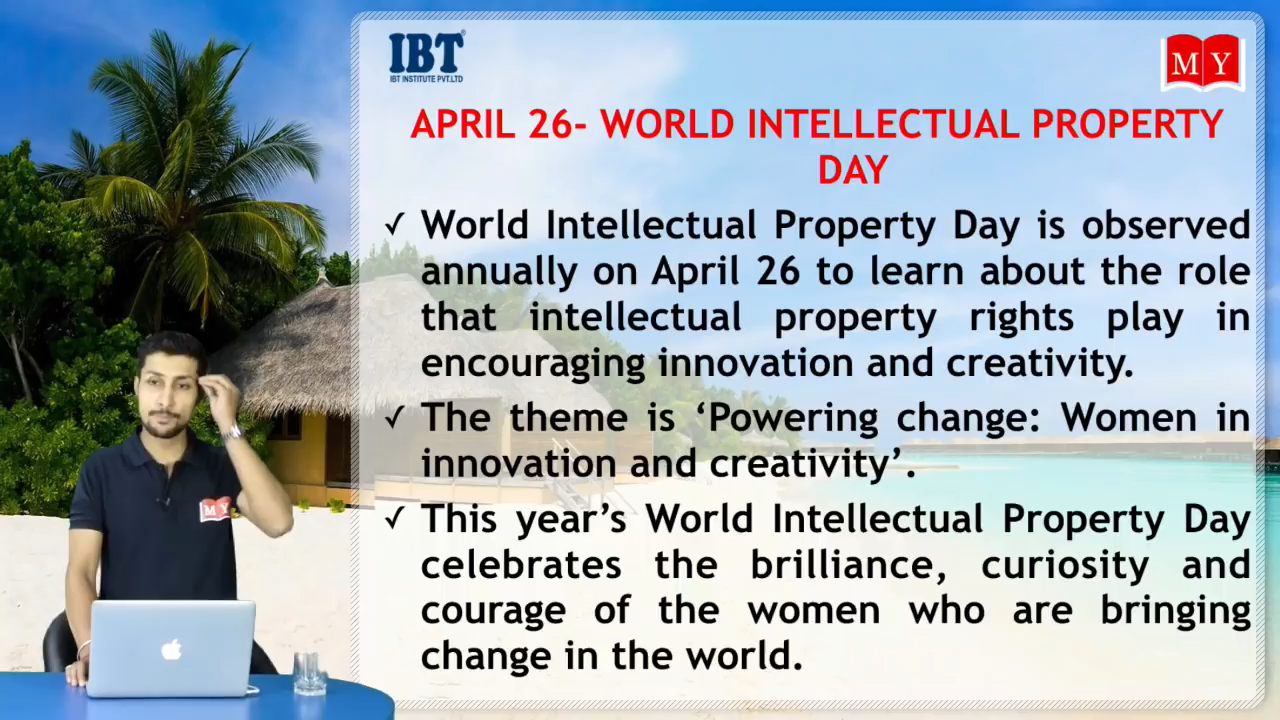 IBT
IBT INSTITUTE PVT.LTD
M Y
APRIL 26- WORLD INTELLECTUAL PROPERTY
DAY
✓ World Intellectual Property Day is observed
annually on April 26 to learn about the role
that intellectual property rights play in
encouraging innovation and creativity.
✓ The theme is ‘Powering change: Women in
innovation and creativity’.
✓ This year’s World Intellectual Property Day
celebrates the brilliance, curiosity and
courage of the women who are bringing
change in the world.
M Y